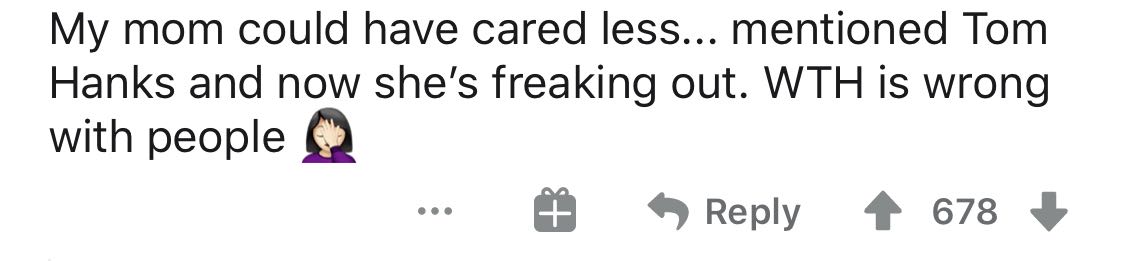 My mom could have cared less... mentioned Tom
Hanks and now she’s freaking out. WTH is wrong
with people 🤦🏻‍♀️
Reply 678